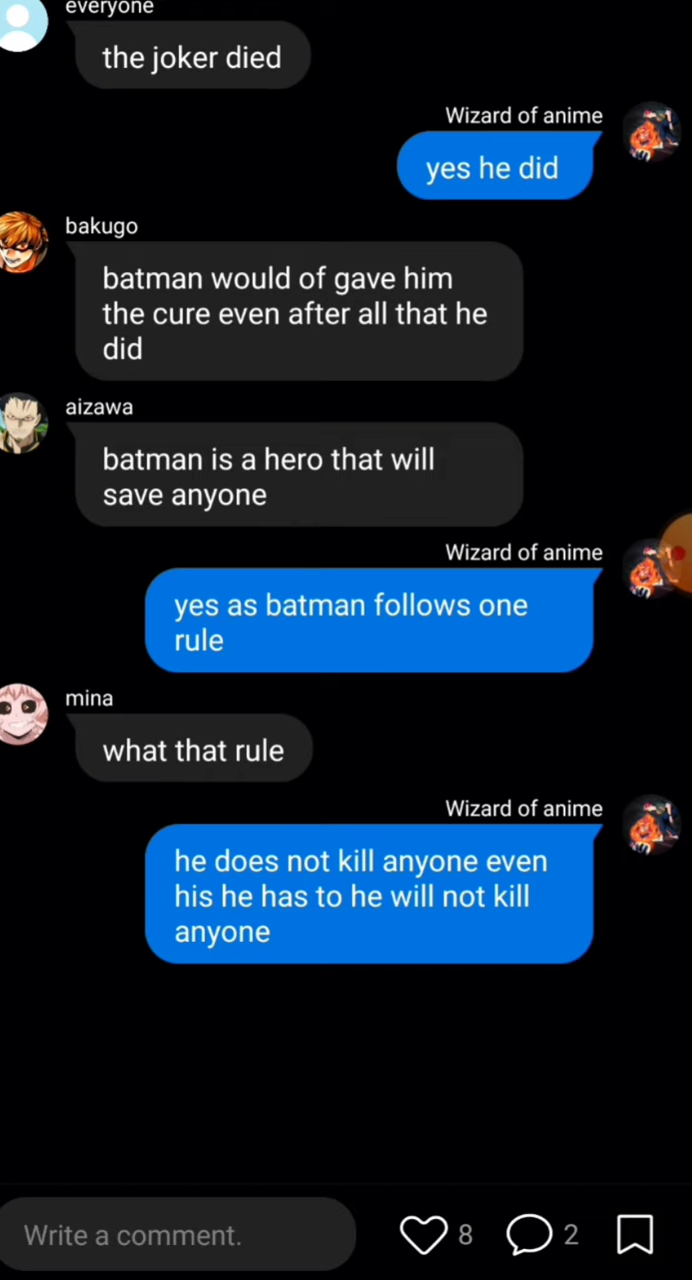 everyone
the joker died
Wizard of anime
yes he did
bakugo
batman would of gave him
the cure even after all that he
did
aizawa
batman is a hero that will
save anyone
Wizard of anime
yes as batman follows one
rule
mina
what that rule
Wizard of anime
he does not kill anyone even
his he has to he will not kill
anyone
Write a comment.
8
2